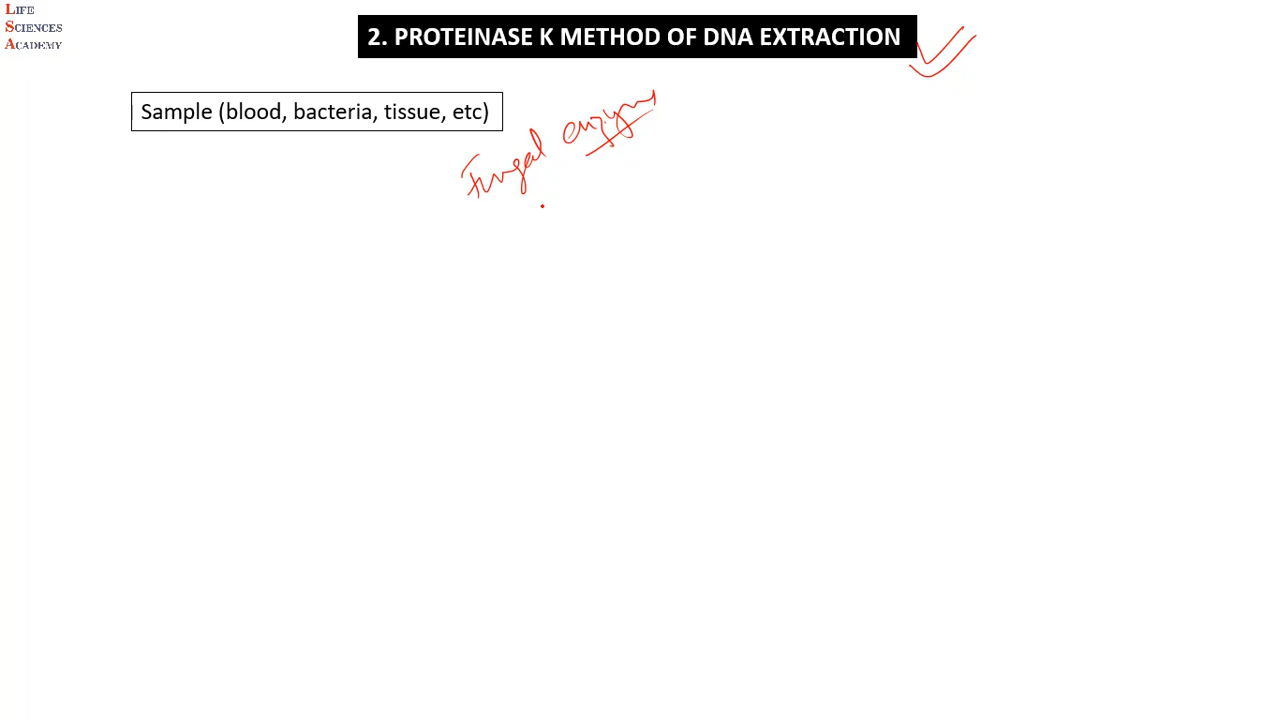 LIFE
SCIENCES
ACADEMY
2. PROTEINASE K METHOD OF DNA EXTRACTION
Sample (blood, bacteria, tissue, etc)
Fungal enzyme